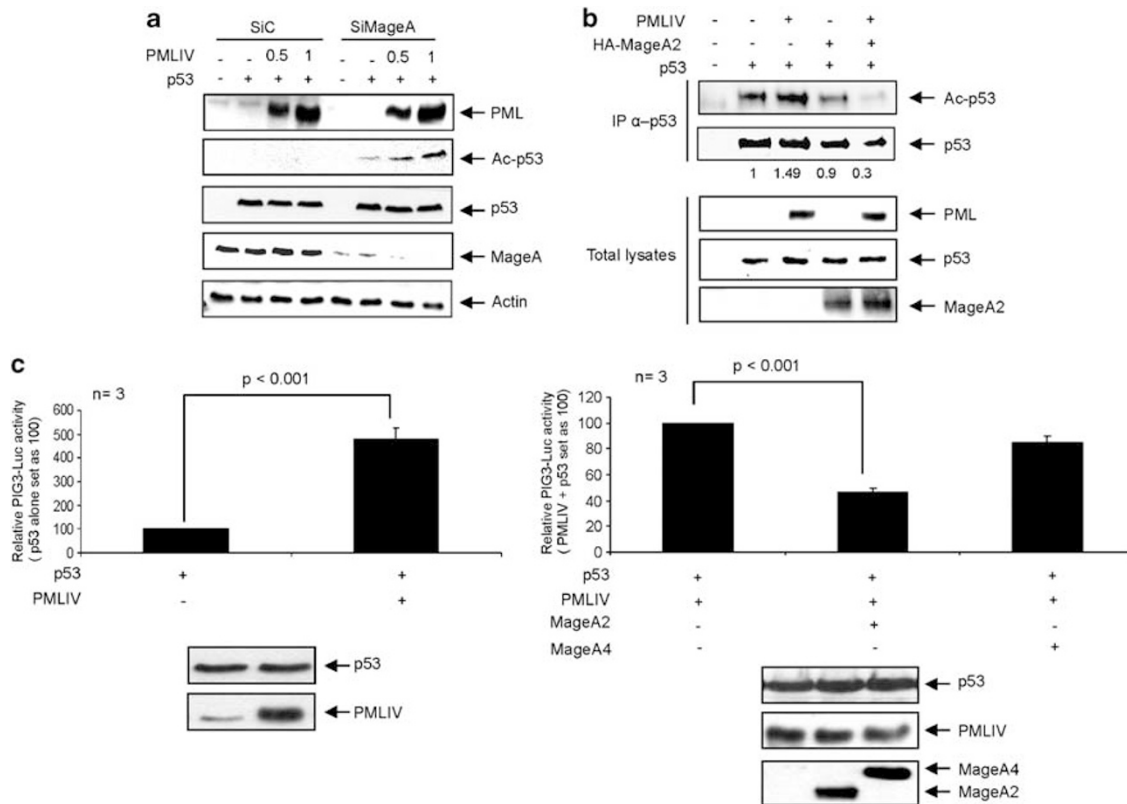 a
SiC SiMageA
PMLIV - - 0.5 1 - - 0.5 1
p53 - + + + - + + +
PML
Ac-p53
p53
MageA
Actin
b
PMLIV - - + - +
HA-MageA2 - - - + +
p53 - + + + +
IP α–p53
Ac-p53
p53
1 1.49 0.9 0.3
Total lysates
PML
p53
MageA2
c
n= 3
p < 0.001
Relative PIG3-Luc activity
( p53 alone set as 100)
600
500
400
300
200
100
0
p53 + +
PMLIV - +
p53
PMLIV
n= 3
p < 0.001
Relative PIG3-Luc activity
( PMLIV + p53 set as 100)
120
100
80
60
40
20
0
p53 + + +
PMLIV + + +
MageA2 - + -
MageA4 - - +
p53
PMLIV
MageA4
MageA2